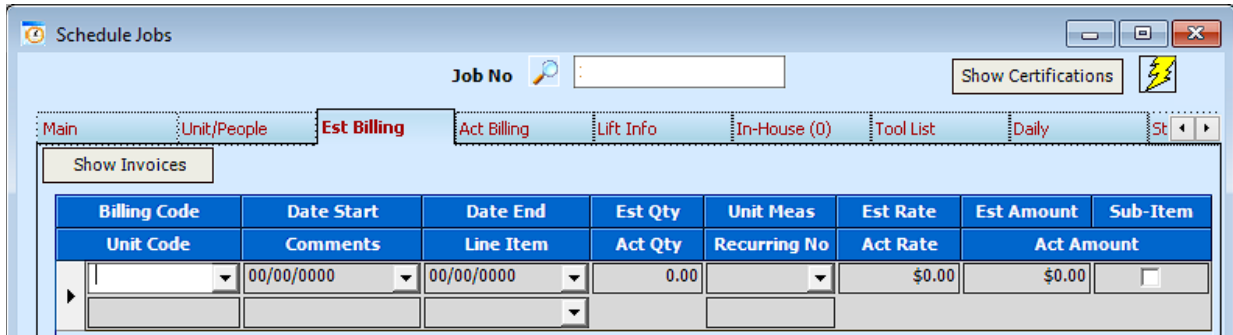 Schedule Jobs
Job No :
Show Certifications
Main Unit/People Est Billing Act Billing Lift Info In-House (0) Tool List Daily St
Show Invoices
Billing Code Date Start Date End Est Qty Unit Meas Est Rate Est Amount Sub-Item
Unit Code Comments Line Item Act Qty Recurring No Act Rate Act Amount
00/00/0000 00/00/0000 0.00 $0.00 $0.00